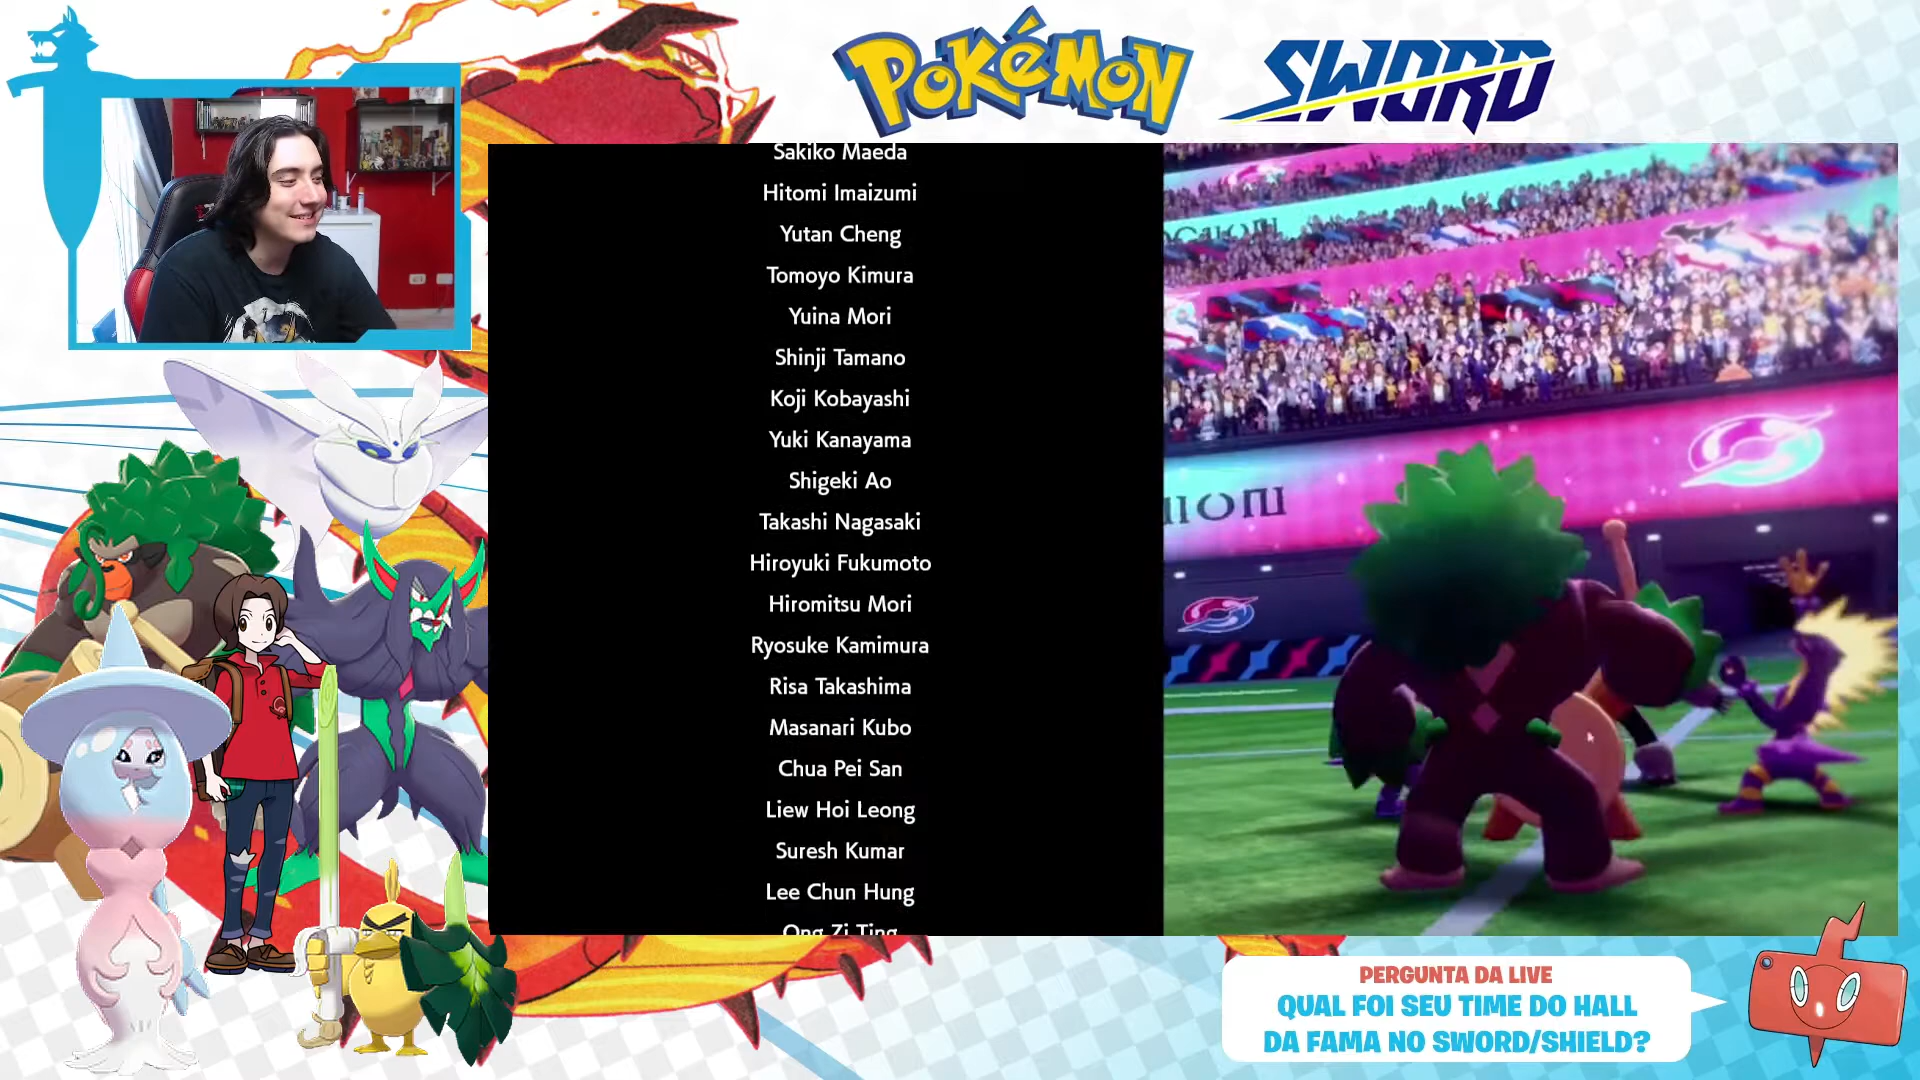 POKÉMON
SWORD
Sakiko Maeda
Hitomi Imaizumi
Yutan Cheng
Tomoyo Kimura
Yuina Mori
Shinji Tamano
Koji Kobayashi
Yuki Kanayama
Shigeki Ao
Takashi Nagasaki
Hiroyuki Fukumoto
Hiromitsu Mori
Ryosuke Kamimura
Risa Takashima
Masanari Kubo
Chua Pei San
Liew Hoi Leong
Suresh Kumar
Lee Chun Hung
Ong Zi Ting
PERGUNTA DA LIVE
QUAL FOI SEU TIME DO HALL
DA FAMA NO SWORD/SHIELD?